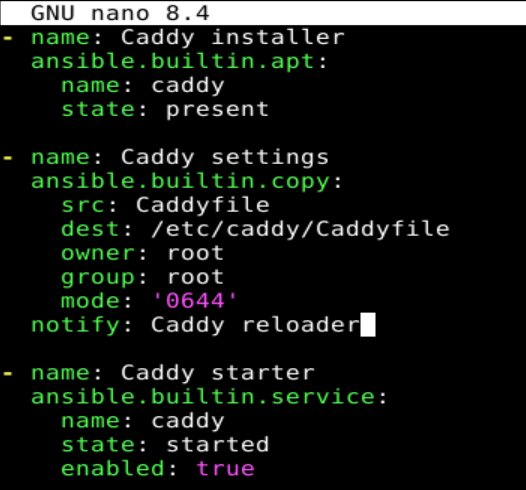 GNU nano 8.4
- name: Caddy installer
  ansible.builtin.apt:
    name: caddy
    state: present

- name: Caddy settings
  ansible.builtin.copy:
    src: Caddyfile
    dest: /etc/caddy/Caddyfile
    owner: root
    group: root
    mode: '0644'
  notify: Caddy reloader

- name: Caddy starter
  ansible.builtin.service:
    name: caddy
    state: started
    enabled: true